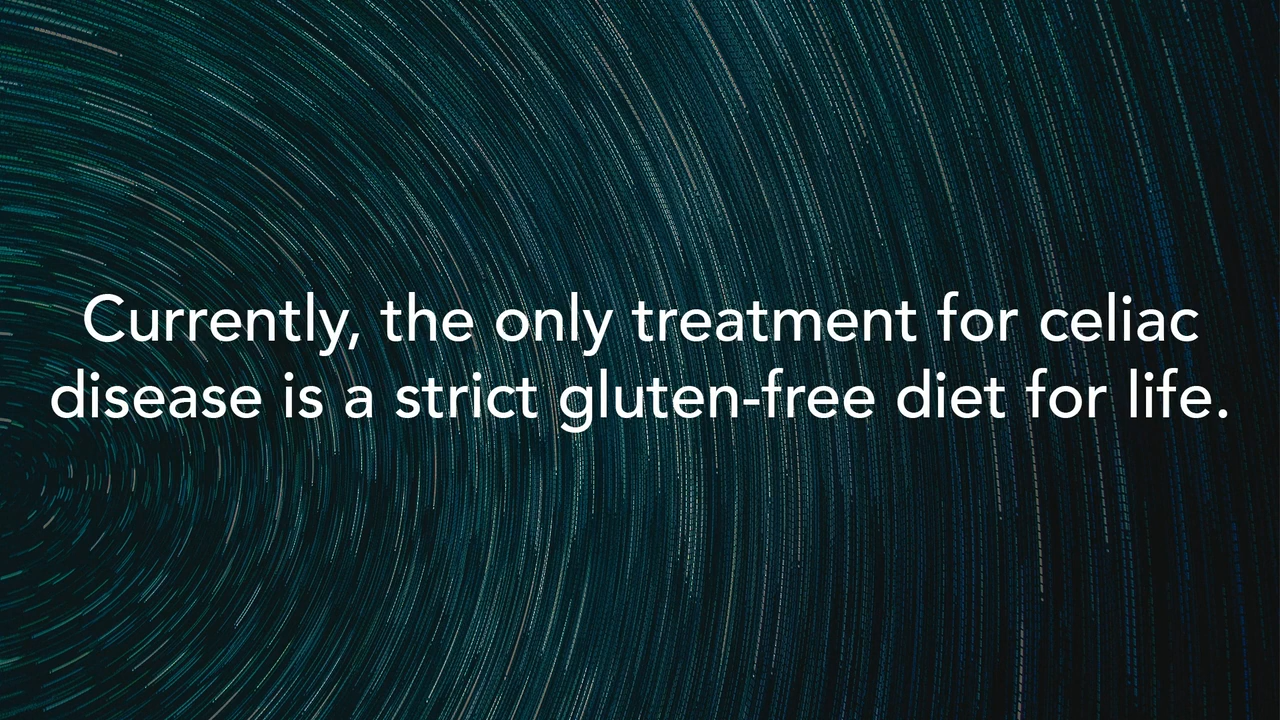 Currently, the only treatment for celiac
disease is a strict gluten-free diet for life.